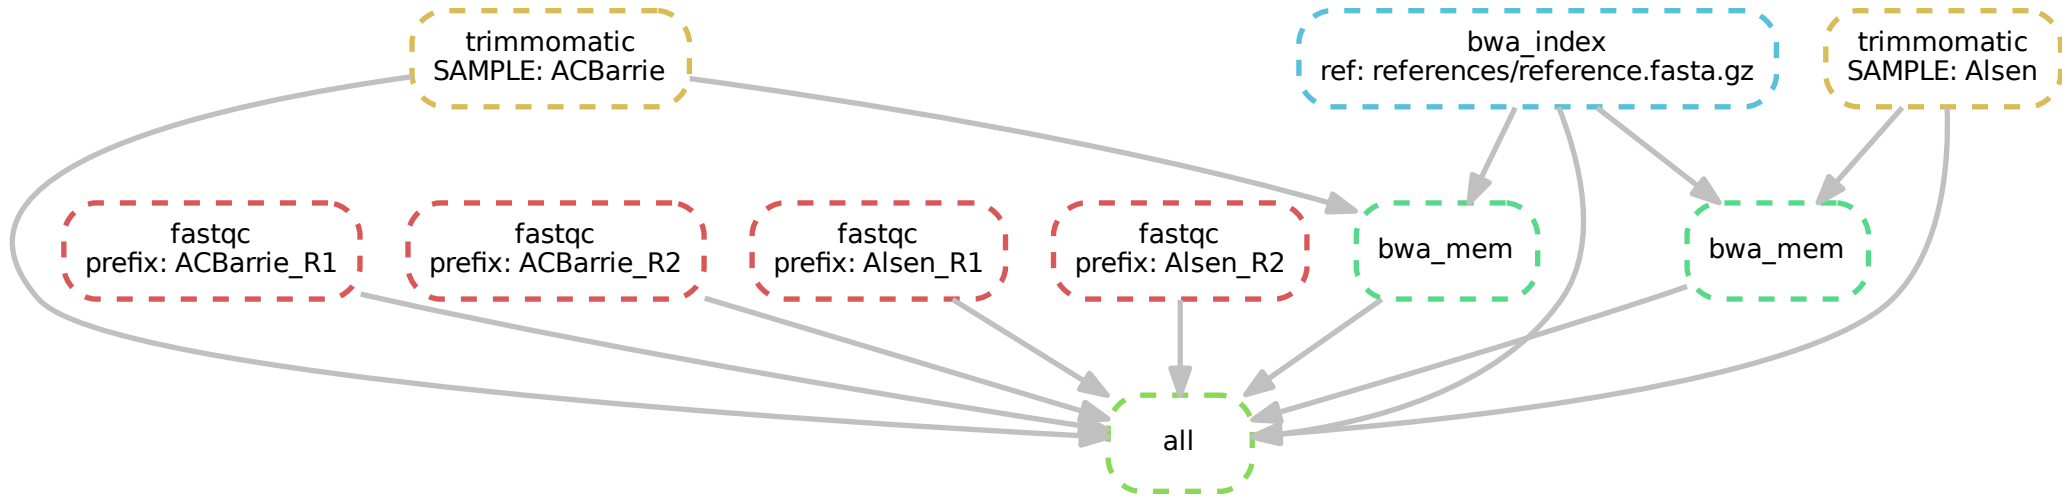 trimmomatic
SAMPLE: ACBarrie
bwa_index
ref: references/reference.fasta.gz
trimmomatic
SAMPLE: Alsen
fastqc
prefix: ACBarrie_R1
fastqc
prefix: ACBarrie_R2
fastqc
prefix: Alsen_R1
fastqc
prefix: Alsen_R2
bwa_mem
bwa_mem
all